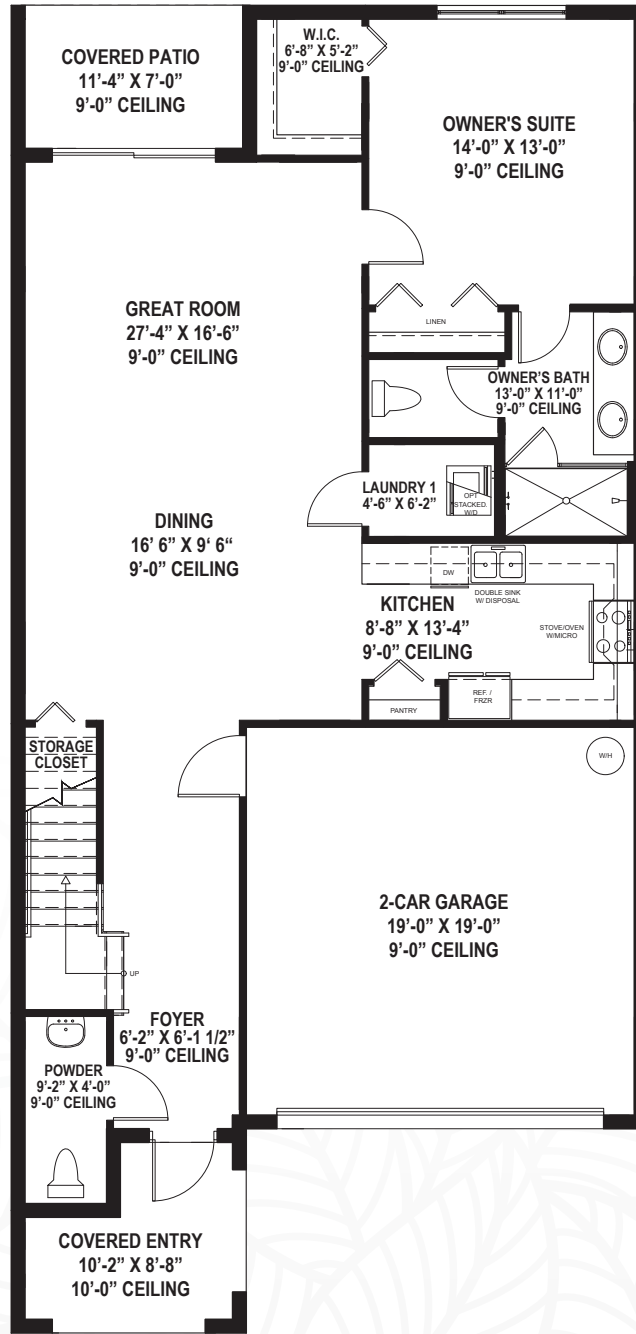 COVERED PATIO
11'-4" X 7'-0"
9'-0" CEILING
W.I.C.
6'-8" X 5'-2"
9'-0" CEILING
OWNER'S SUITE
14'-0" X 13'-0"
9'-0" CEILING
GREAT ROOM
27'-4" X 16'-6"
9'-0" CEILING
LINEN
OWNER'S BATH
13'-0" X 11'-0"
9'-0" CEILING
LAUNDRY 1
4'-6" X 6'-2"
OPT
STACKED.
W/D
DINING
16' 6" X 9' 6"
9'-0" CEILING
DW
DOUBLE SINK
W/ DISPOSAL
KITCHEN
8'-8" X 13'-4"
9'-0" CEILING
STOVE/OVEN
W/MICRO
PANTRY
REF. /
FRZR
STORAGE
CLOSET
W/H
2-CAR GARAGE
19'-0" X 19'-0"
9'-0" CEILING
UP
FOYER
6'-2" X 6'-1 1/2"
9'-0" CEILING
POWDER
9'-2" X 4'-0"
9'-0" CEILING
COVERED ENTRY
10'-2" X 8'-8"
10'-0" CEILING